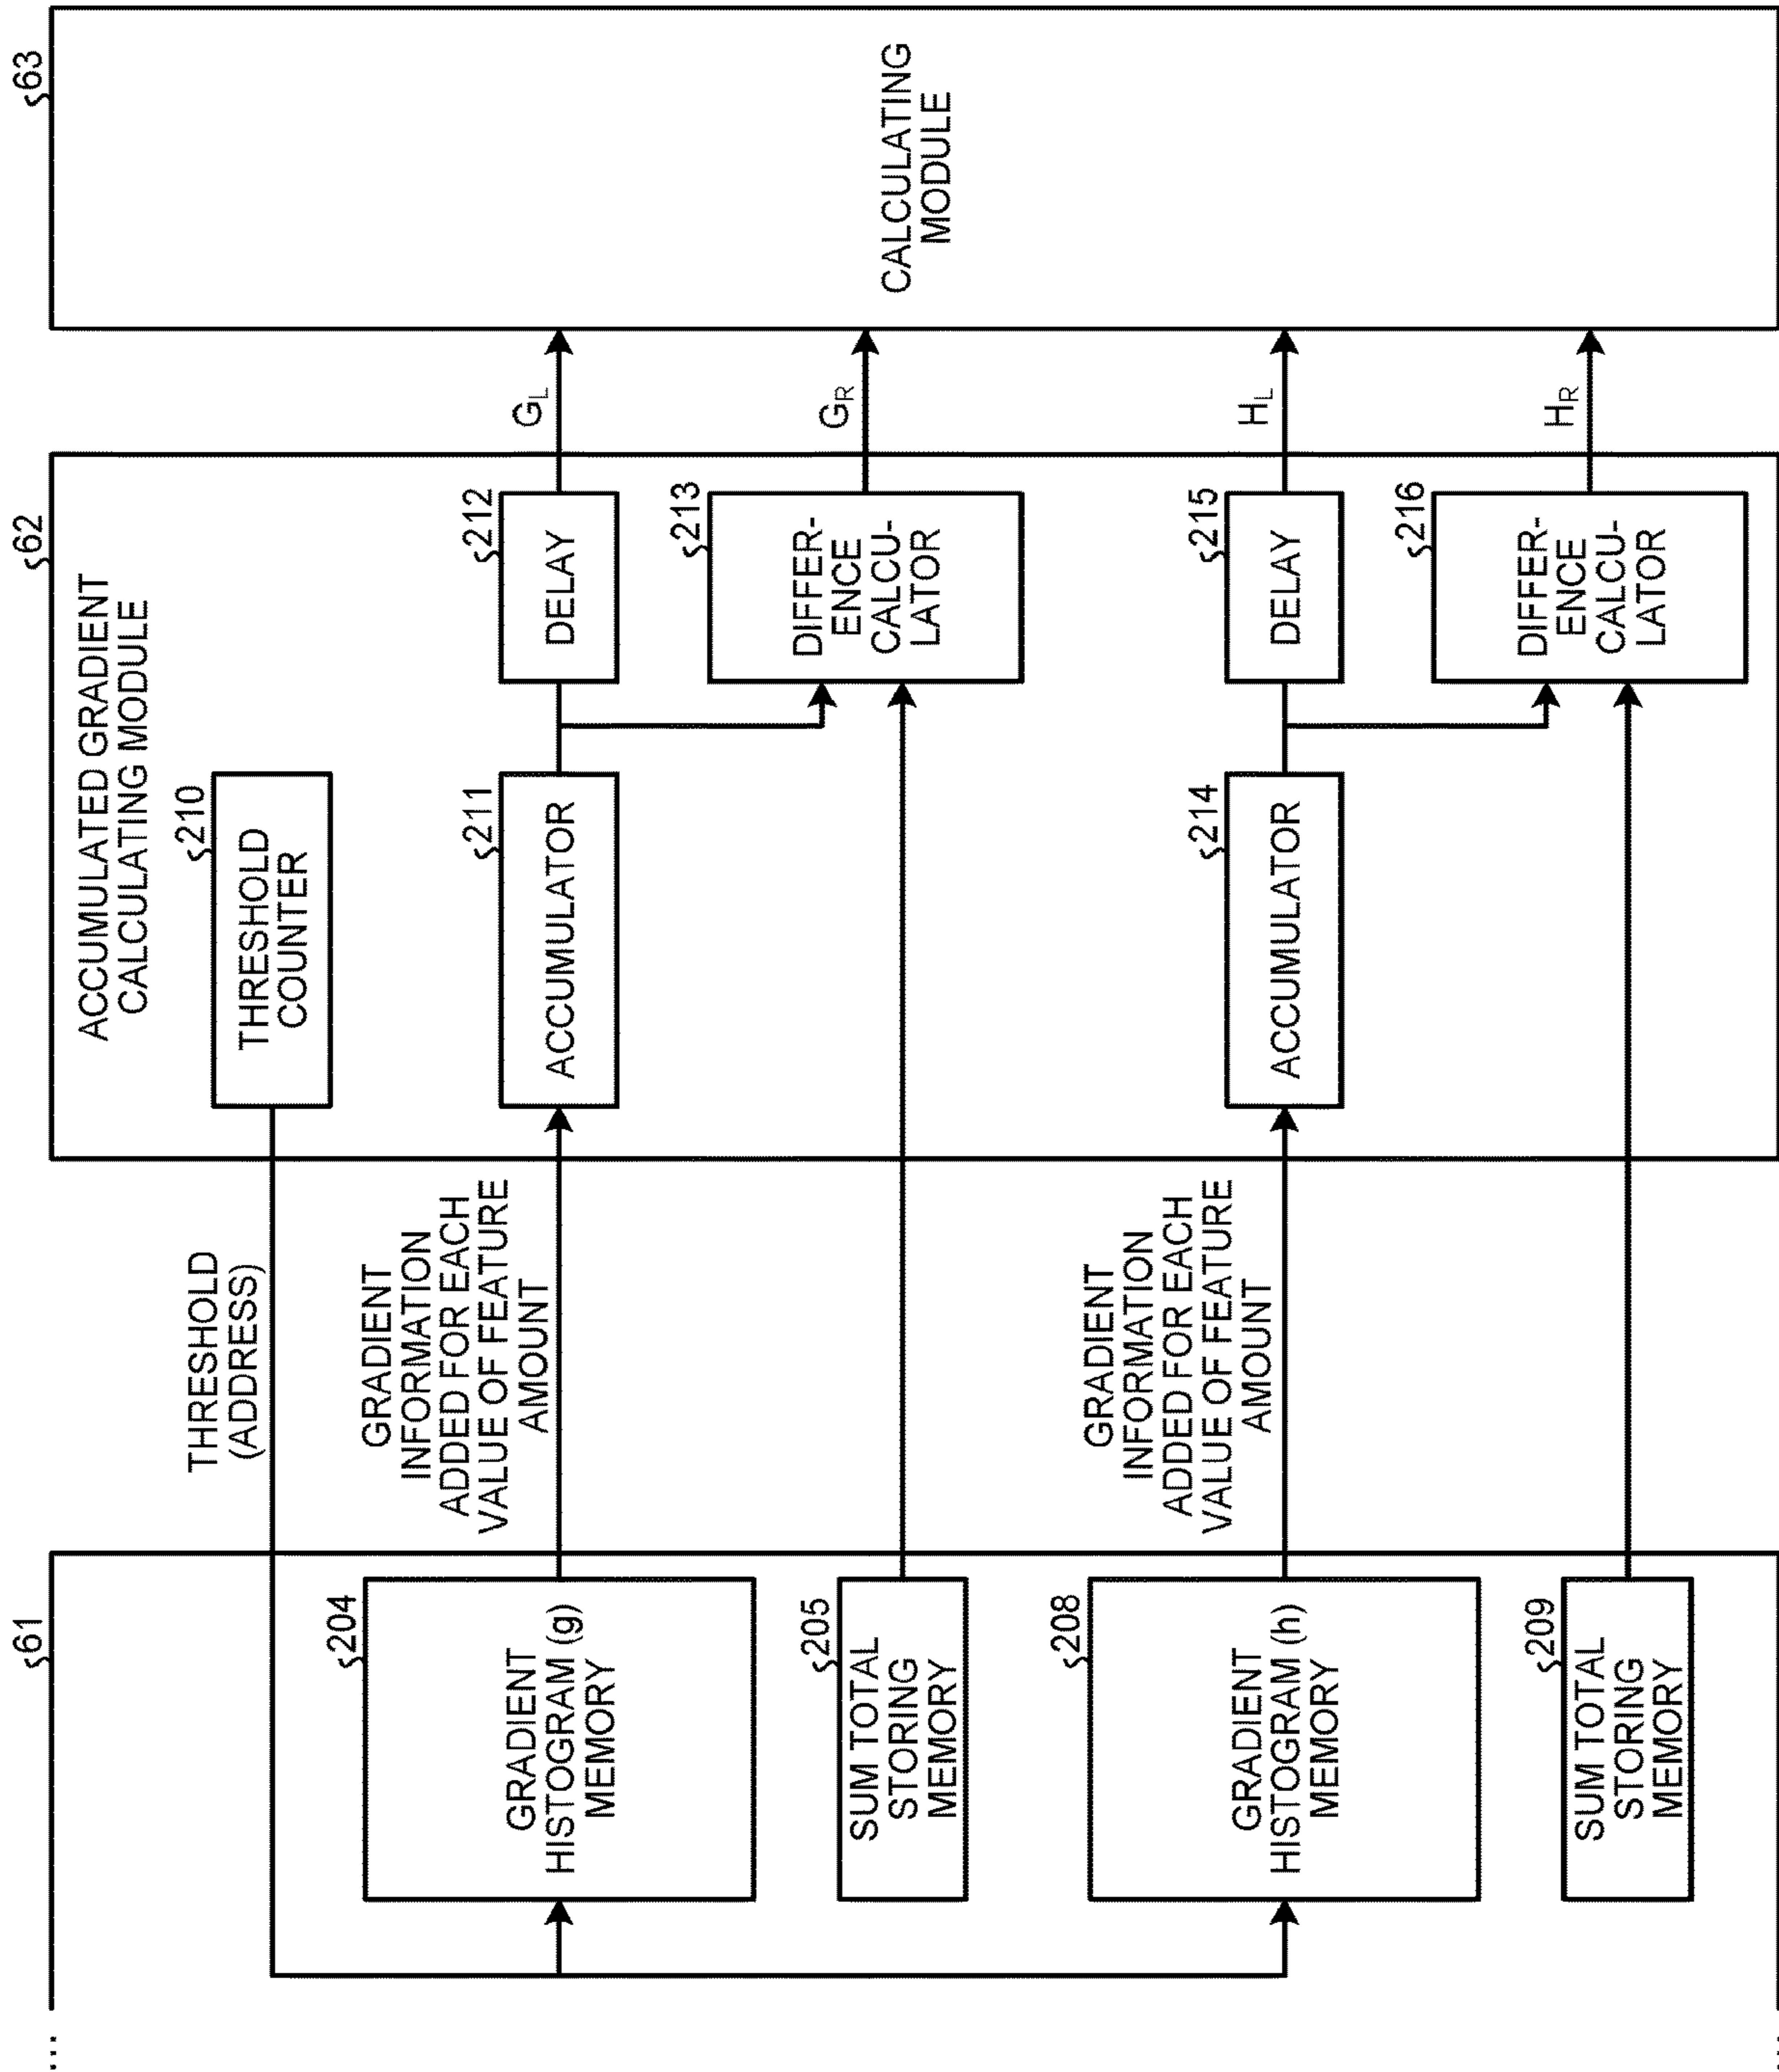 61
204
GRADIENT
HISTOGRAM (g)
MEMORY
205
SUM TOTAL
STORING
MEMORY
208
GRADIENT
HISTOGRAM (h)
MEMORY
209
SUM TOTAL
STORING
MEMORY
...
THRESHOLD
(ADDRESS)
GRADIENT
INFORMATION
ADDED FOR EACH
VALUE OF FEATURE
AMOUNT
GRADIENT
INFORMATION
ADDED FOR EACH
VALUE OF FEATURE
AMOUNT
62
ACCUMULATED GRADIENT
CALCULATING MODULE
210
THRESHOLD
COUNTER
211
ACCUMULATOR
212
DELAY
213
DIFFER-
ENCE
CALCU-
LATOR
214
ACCUMULATOR
215
DELAY
216
DIFFER-
ENCE
CALCU-
LATOR
GL
GR
HL
HR
63
CALCULATING
MODULE